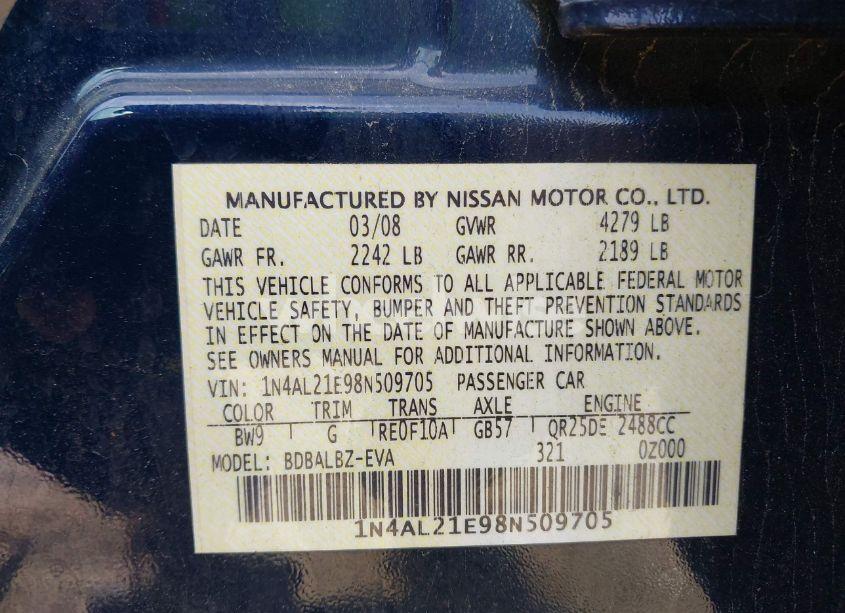 MANUFACTURED BY NISSAN MOTOR CO., LTD.
DATE 03/08 GVWR 4279 LB
GAWR FR. 2242 LB GAWR RR. 2189 LB
THIS VEHICLE CONFORMS TO ALL APPLICABLE FEDERAL MOTOR
VEHICLE SAFETY, BUMPER AND THEFT PREVENTION STANDARDS
IN EFFECT ON THE DATE OF MANUFACTURE SHOWN ABOVE.
SEE OWNERS MANUAL FOR ADDITIONAL INFORMATION.
VIN: 1N4AL21E98N509705 PASSENGER CAR
COLOR TRIM TRANS AXLE ENGINE
BW9 G RE0F10A GB57 QR25DE 2488CC
MODEL: BDBALBZ-EVA 321 0Z000
1N4AL21E98N509705